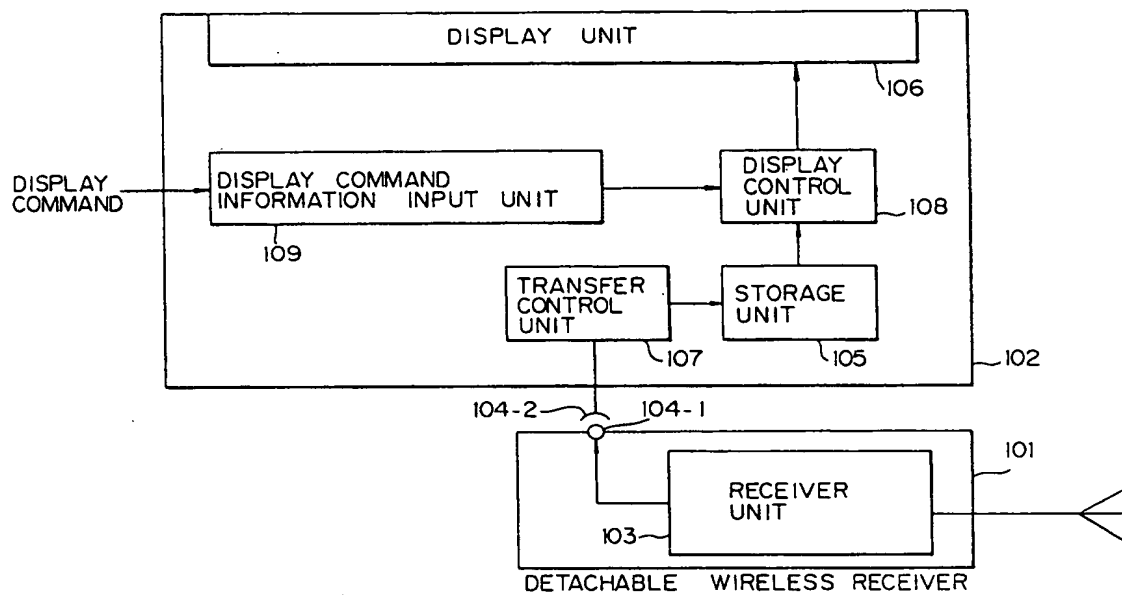 DISPLAY UNIT
106
DISPLAY
COMMAND
DISPLAY COMMAND
INFORMATION INPUT UNIT
109
DISPLAY
CONTROL
UNIT
108
TRANSFER
CONTROL
UNIT
107
STORAGE
UNIT
105
102
104-2
104-1
101
RECEIVER
UNIT
103
DETACHABLE WIRELESS RECEIVER